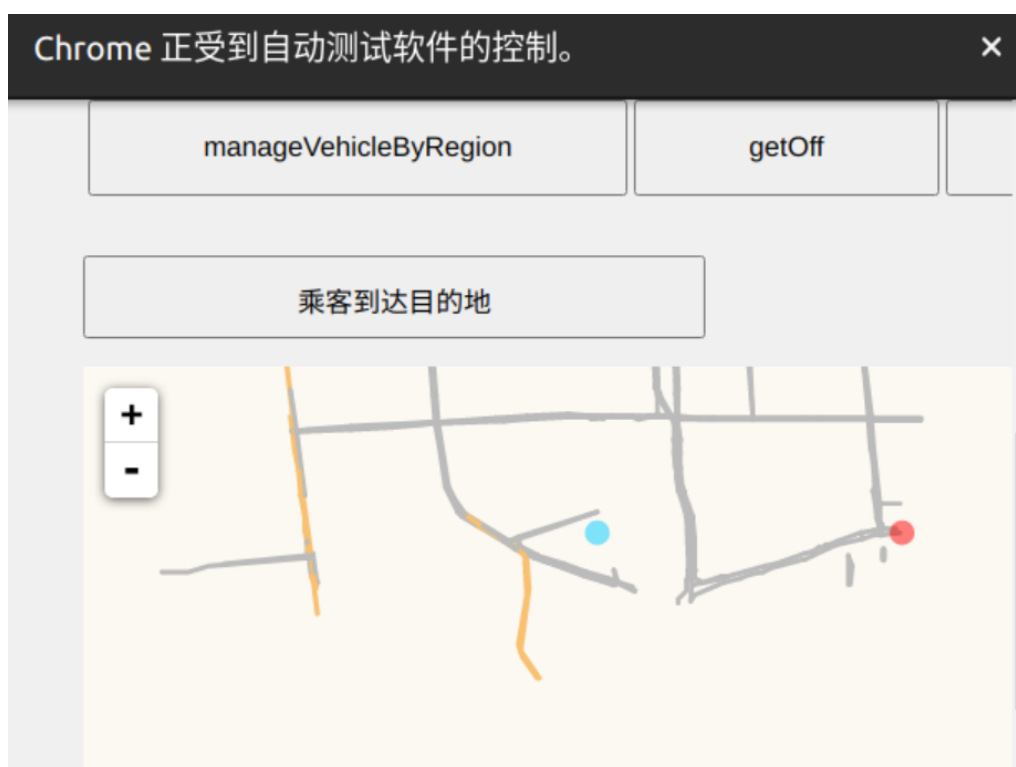 Chrome 正受到自动测试软件的控制。 ×
manageVehicleByRegion getOff
乘客到达目的地
+
-